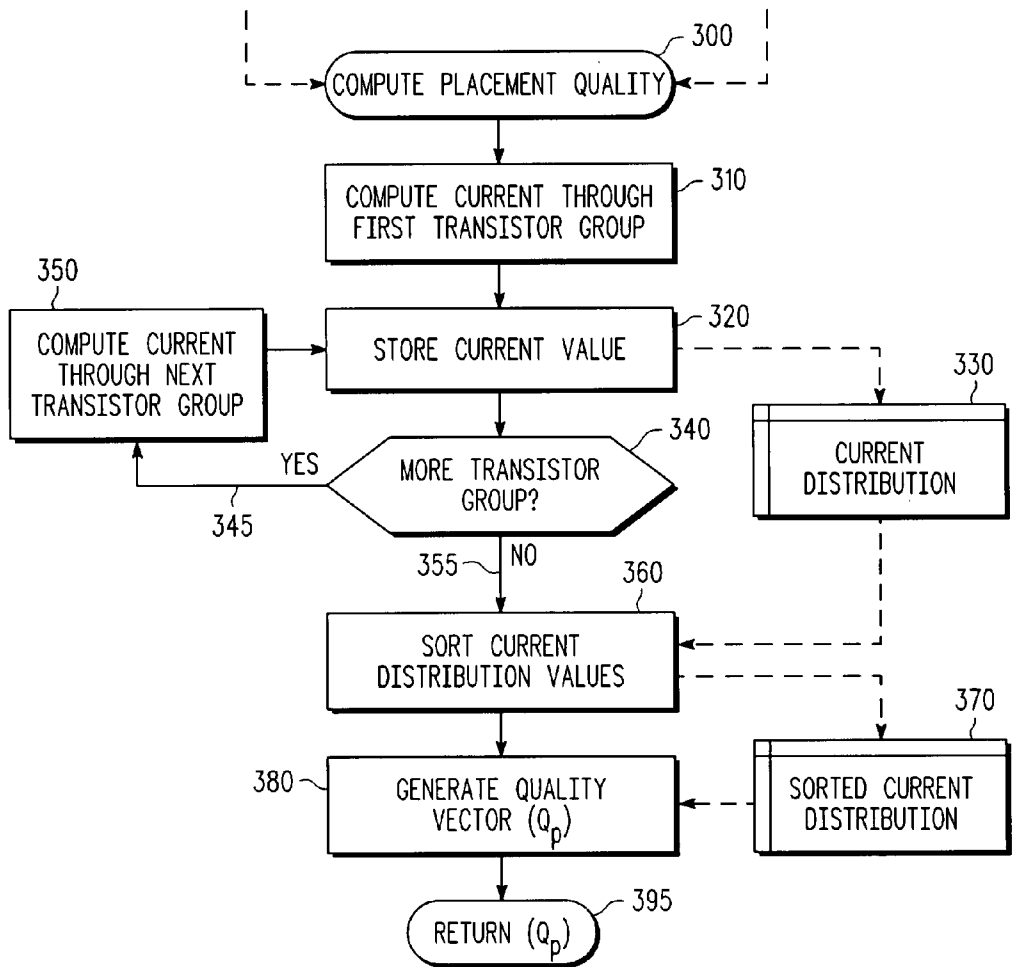 300
COMPUTE PLACEMENT QUALITY
310
COMPUTE CURRENT THROUGH
FIRST TRANSISTOR GROUP
350
COMPUTE CURRENT
THROUGH NEXT
TRANSISTOR GROUP
320
STORE CURRENT VALUE
330
CURRENT
DISTRIBUTION
340
MORE TRANSISTOR
GROUP?
YES
345
355
NO
360
SORT CURRENT
DISTRIBUTION VALUES
370
SORTED CURRENT
DISTRIBUTION
380
GENERATE QUALITY
VECTOR (Qp)
395
RETURN (Qp)